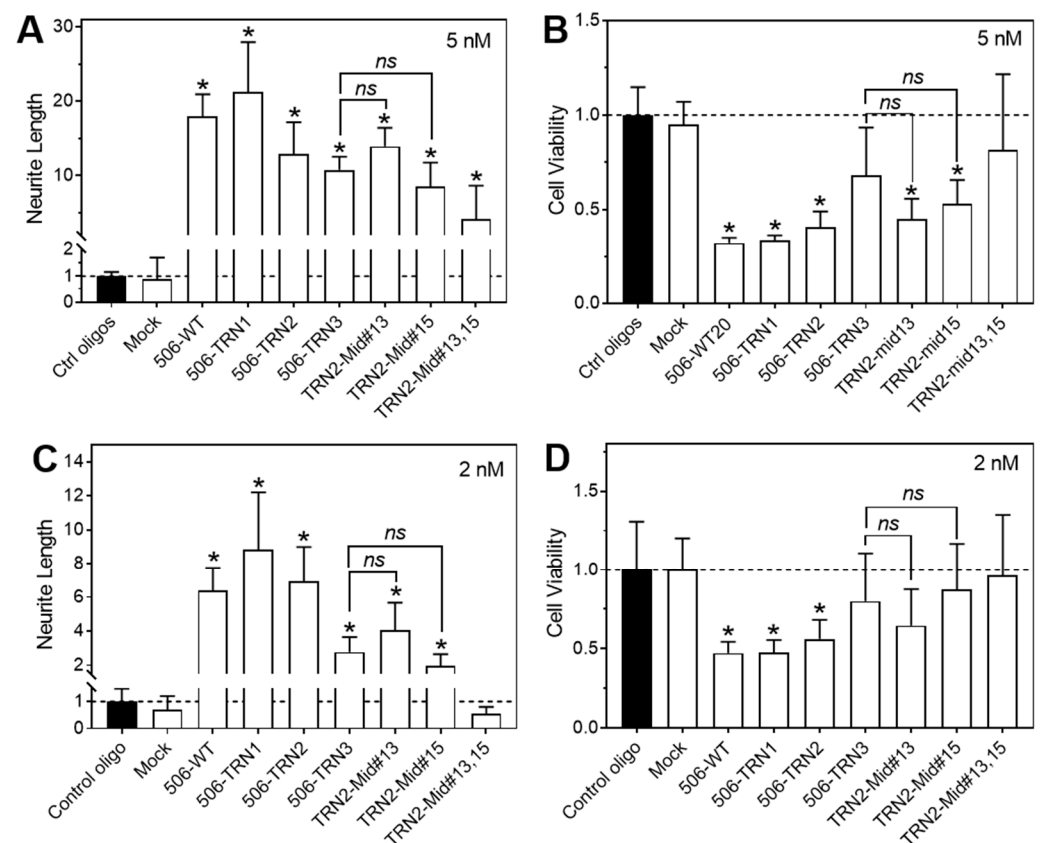 A
5 nM
Neurite Length
30
20
10
2
1
0
*
*
*
*
*
*
*
ns
ns
Ctrl oligos
Mock
506-WT
506-TRN1
506-TRN2
506-TRN3
TRN2-Mid#13
TRN2-Mid#15
TRN2-Mid#13,15
B
5 nM
Cell Viability
1.5
1.0
0.5
0.0
*
*
*
*
*
ns
ns
Ctrl oligos
Mock
506-WT20
506-TRN1
506-TRN2
506-TRN3
TRN2-mid13
TRN2-mid15
TRN2-mid13,15
C
2 nM
Neurite Length
14
12
10
8
6
4
2
1
0
*
*
*
*
*
*
ns
ns
Control oligo
Mock
506-WT
506-TRN1
506-TRN2
506-TRN3
TRN2-Mid#13
TRN2-Mid#15
TRN2-Mid#13,15
D
2 nM
Cell Viability
1.5
1.0
0.5
0.0
*
*
*
ns
ns
Control oligo
Mock
506-WT
506-TRN1
506-TRN2
506-TRN3
TRN2-Mid#13
TRN2-Mid#15
TRN2-Mid#13,15